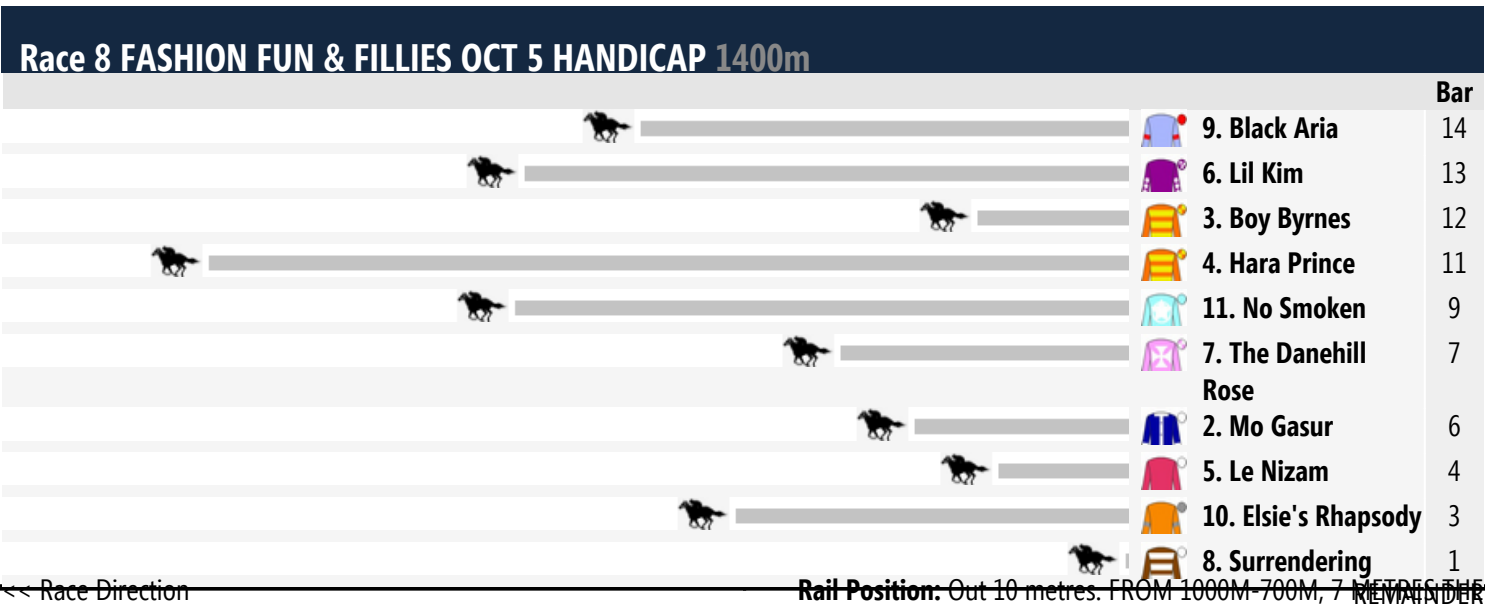 Race 8 FASHION FUN & FILLIES OCT 5 HANDICAP 1400m
Bar
9. Black Aria 14
6. Lil Kim 13
3. Boy Byrnes 12
4. Hara Prince 11
11. No Smoken 9
7. The Danehill 7
Rose
2. Mo Gasur 6
5. Le Nizam 4
10. Elsie's Rhapsody 3
8. Surrendering 1
<< Race Direction Rail Position: Out 10 metres. FROM 1000M-700M, 7 METRES THE
REMAINDER